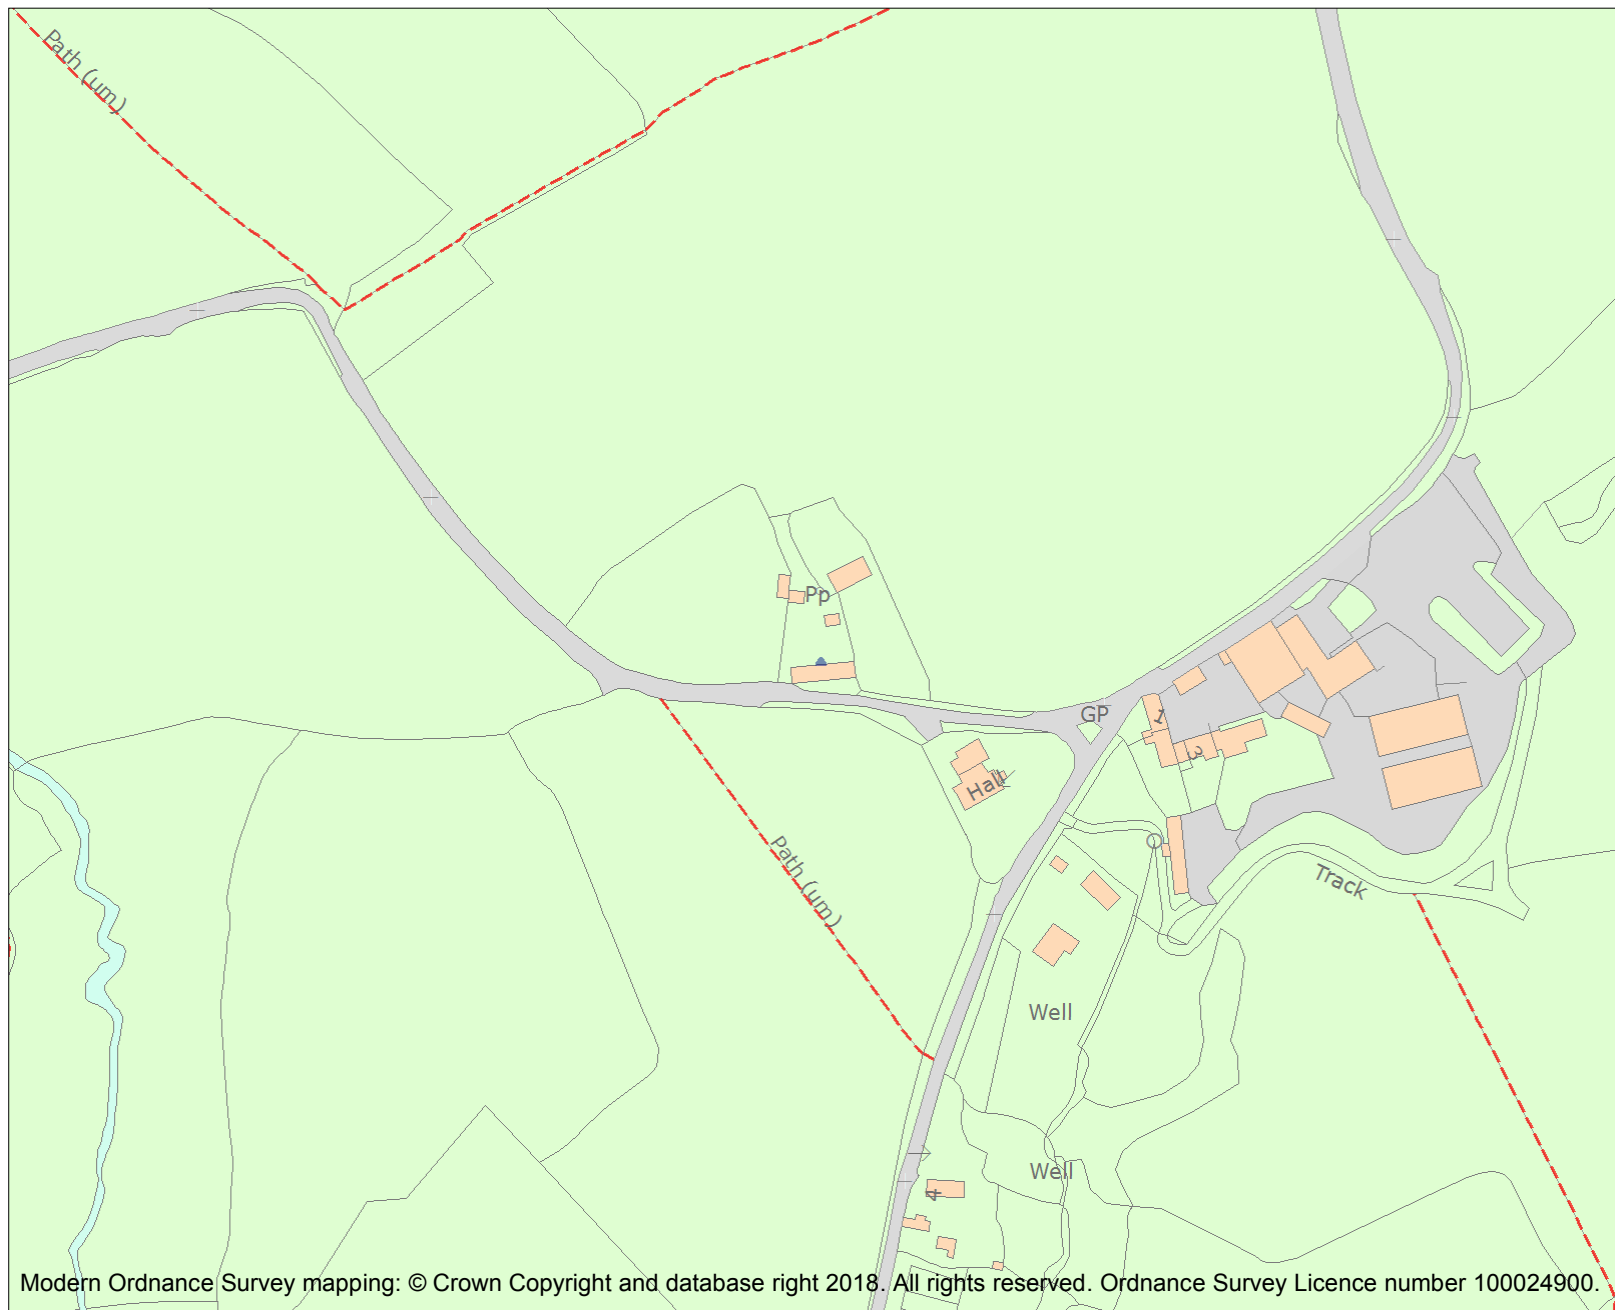 Path (um)
Pp
GP
1
3
Hall
Path (um)
Track
Well
Well
4
Modern Ordnance Survey mapping: © Crown Copyright and database right 2018. All rights reserved. Ordnance Survey Licence number 100024900.